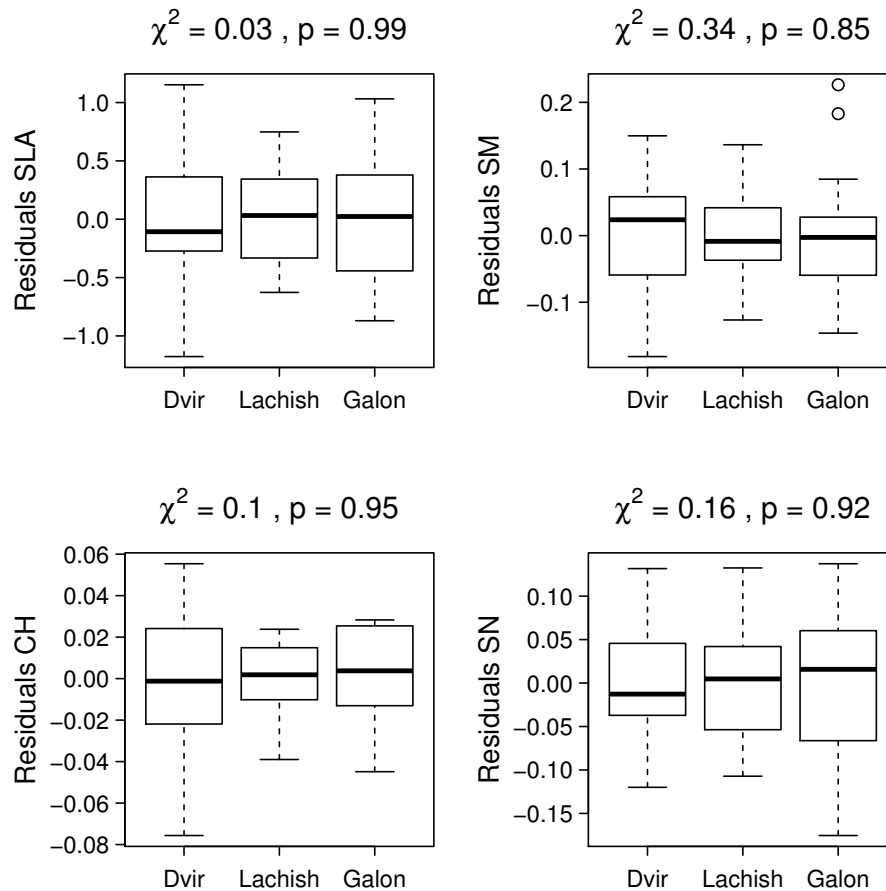 χ² = 0.03 , p = 0.99
Residuals SLA
1.0
0.5
0.0
−0.5
−1.0
Dvir Lachish Galon
χ² = 0.34 , p = 0.85
Residuals SM
0.2
0.1
0.0
−0.1
Dvir Lachish Galon
χ² = 0.1 , p = 0.95
Residuals CH
0.06
0.04
0.02
0.00
−0.02
−0.04
−0.06
−0.08
Dvir Lachish Galon
χ² = 0.16 , p = 0.92
Residuals SN
0.10
0.05
0.00
−0.05
−0.10
−0.15
Dvir Lachish Galon